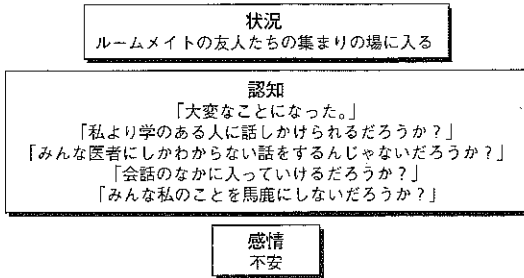 状況
ルームメイトの友人たちの集まりの場に入る
認知
「大変なことになった。」
「私より学のある人に話しかけられるだろうか？」
「みんな医者にしかわからない話をするんじゃないだろうか？」
「会話のなかに入っていけるだろうか？」
「みんな私のことを馬鹿にしないだろうか？」
感情
不安